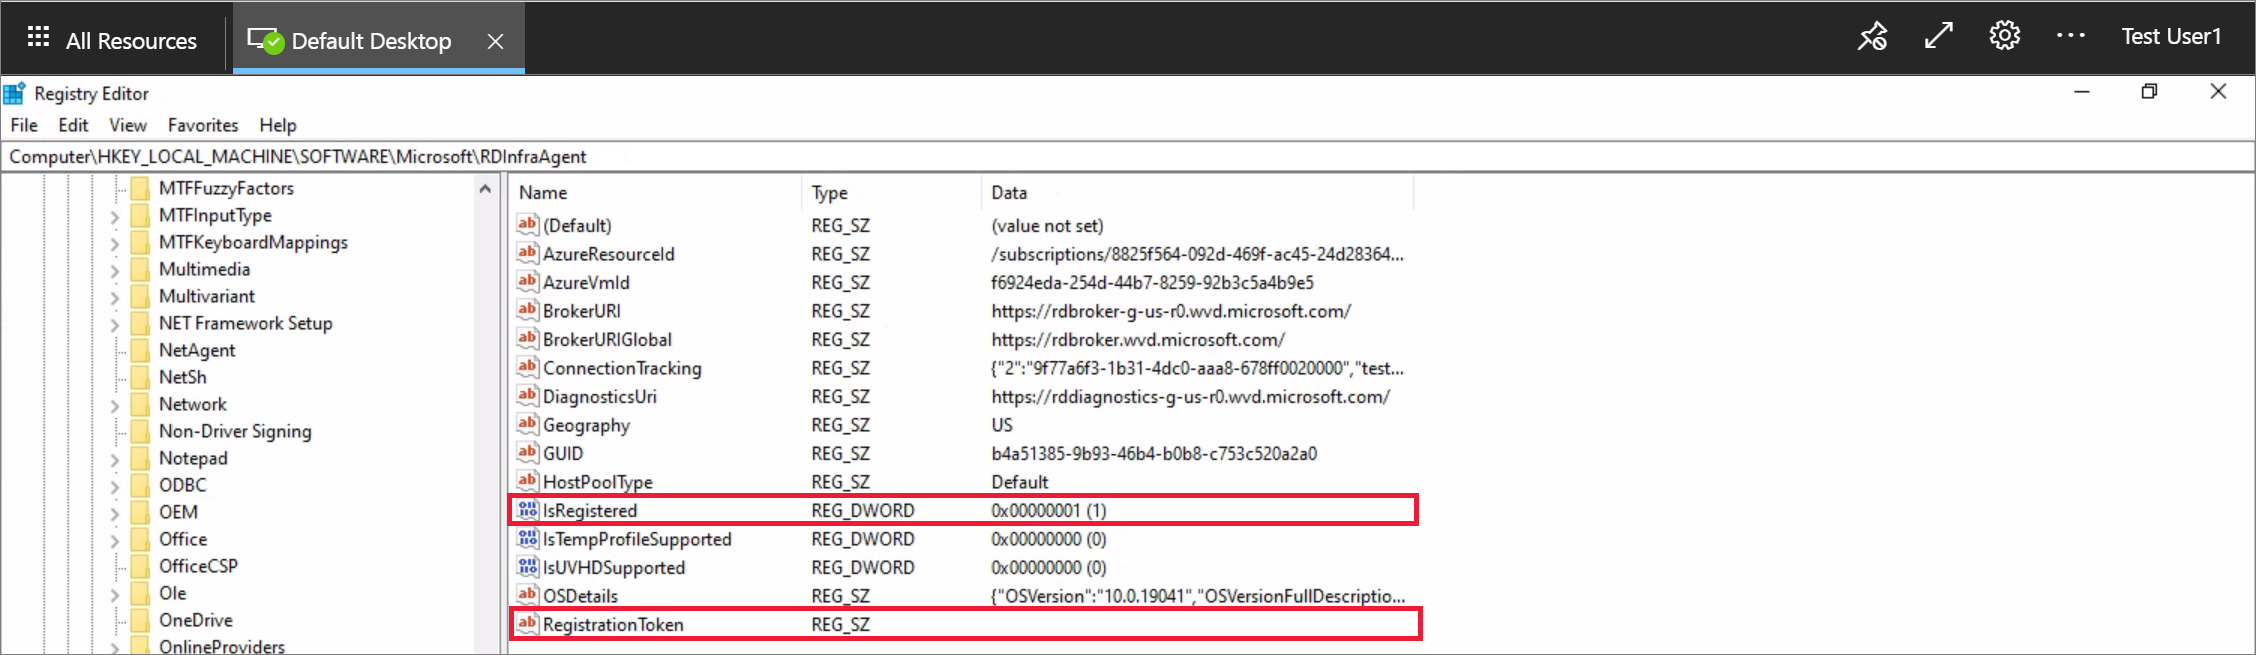 All Resources Default Desktop Test User1
Registry Editor
File Edit View Favorites Help
Computer\HKEY_LOCAL_MACHINE\SOFTWARE\Microsoft\RDInfraAgent
MTFFuzzyFactors
MTFInputType
MTFKeyboardMappings
Multimedia
Multivariant
NET Framework Setup
NetAgent
NetSh
Network
Non-Driver Signing
Notepad
ODBC
OEM
Office
OfficeCSP
Ole
OneDrive
OnlineProviders
Name Type Data
(Default) REG_SZ (value not set)
AzureResourceId REG_SZ /subscriptions/8825f564-092d-469f-ac45-24d28364...
AzureVmId REG_SZ f6924eda-254d-44b7-8259-92b3c5a4b9e5
BrokerURI REG_SZ https://rdbroker-g-us-r0.wvd.microsoft.com/
BrokerURIGlobal REG_SZ https://rdbroker.wvd.microsoft.com/
ConnectionTracking REG_SZ {"2":"9f77a6f3-1b31-4dc0-aaa8-678ff0020000","test...
DiagnosticsUri REG_SZ https://rddiagnostics-g-us-r0.wvd.microsoft.com/
Geography REG_SZ US
GUID REG_SZ b4a51385-9b93-46b4-b0b8-c753c520a2a0
HostPoolType REG_SZ Default
IsRegistered REG_DWORD 0x00000001 (1)
IsTempProfileSupported REG_DWORD 0x00000000 (0)
IsUVHDSupported REG_DWORD 0x00000000 (0)
OSDetails REG_SZ {"OSVersion":"10.0.19041","OSVersionFullDescriptio...
RegistrationToken REG_SZ